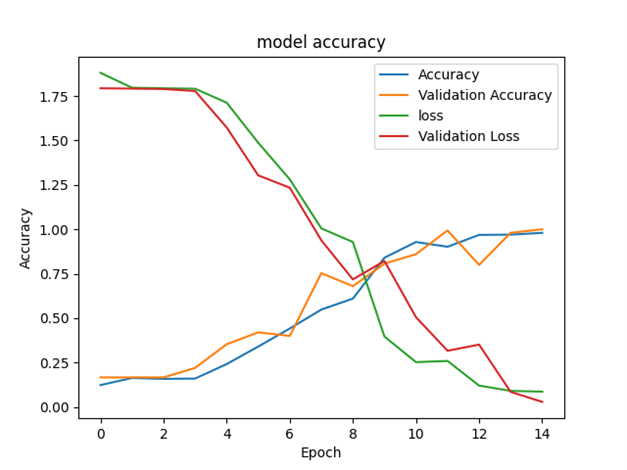 model accuracy
Accuracy
Validation Accuracy
loss
Validation Loss
1.75
1.50
1.25
1.00
0.75
0.50
0.25
0.00
Accuracy
0 2 4 6 8 10 12 14
Epoch